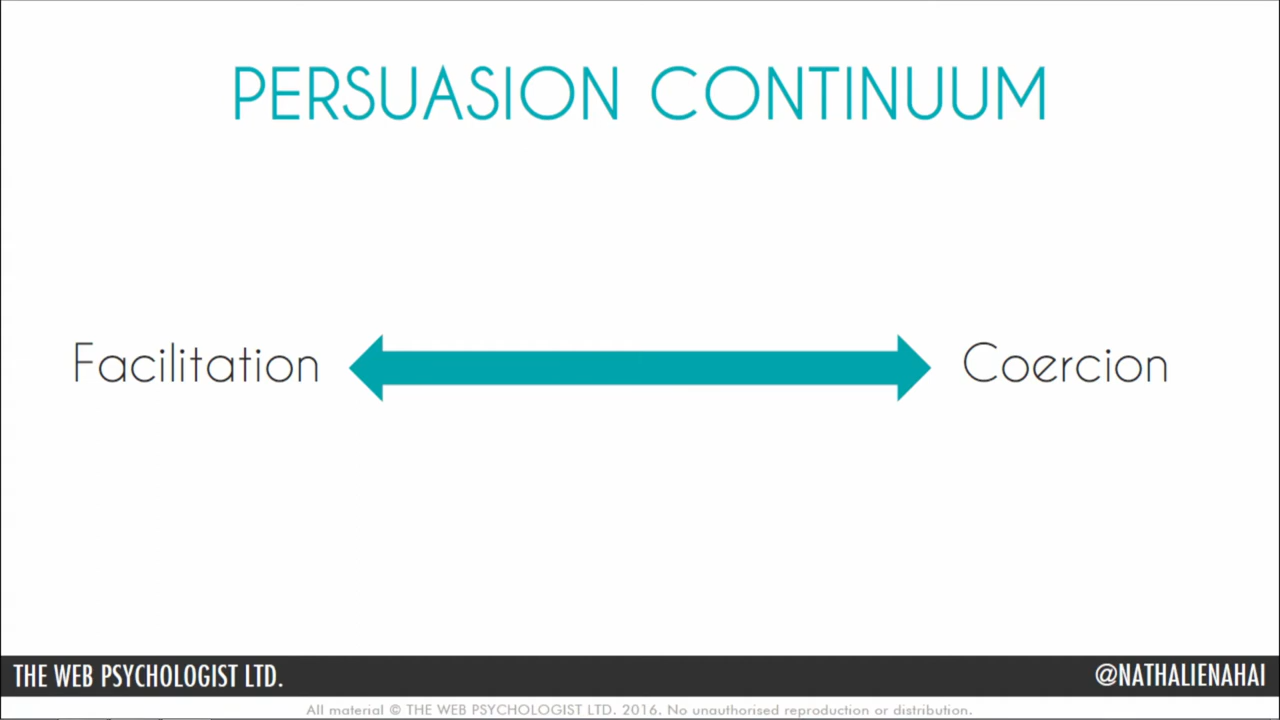 PERSUASION CONTINUUM
Facilitation
Coercion
THE WEB PSYCHOLOGIST LTD.
@NATHALIENAHAI
All material © THE WEB PSYCHOLOGIST LTD. 2016. No unauthorised reproduction or distribution.